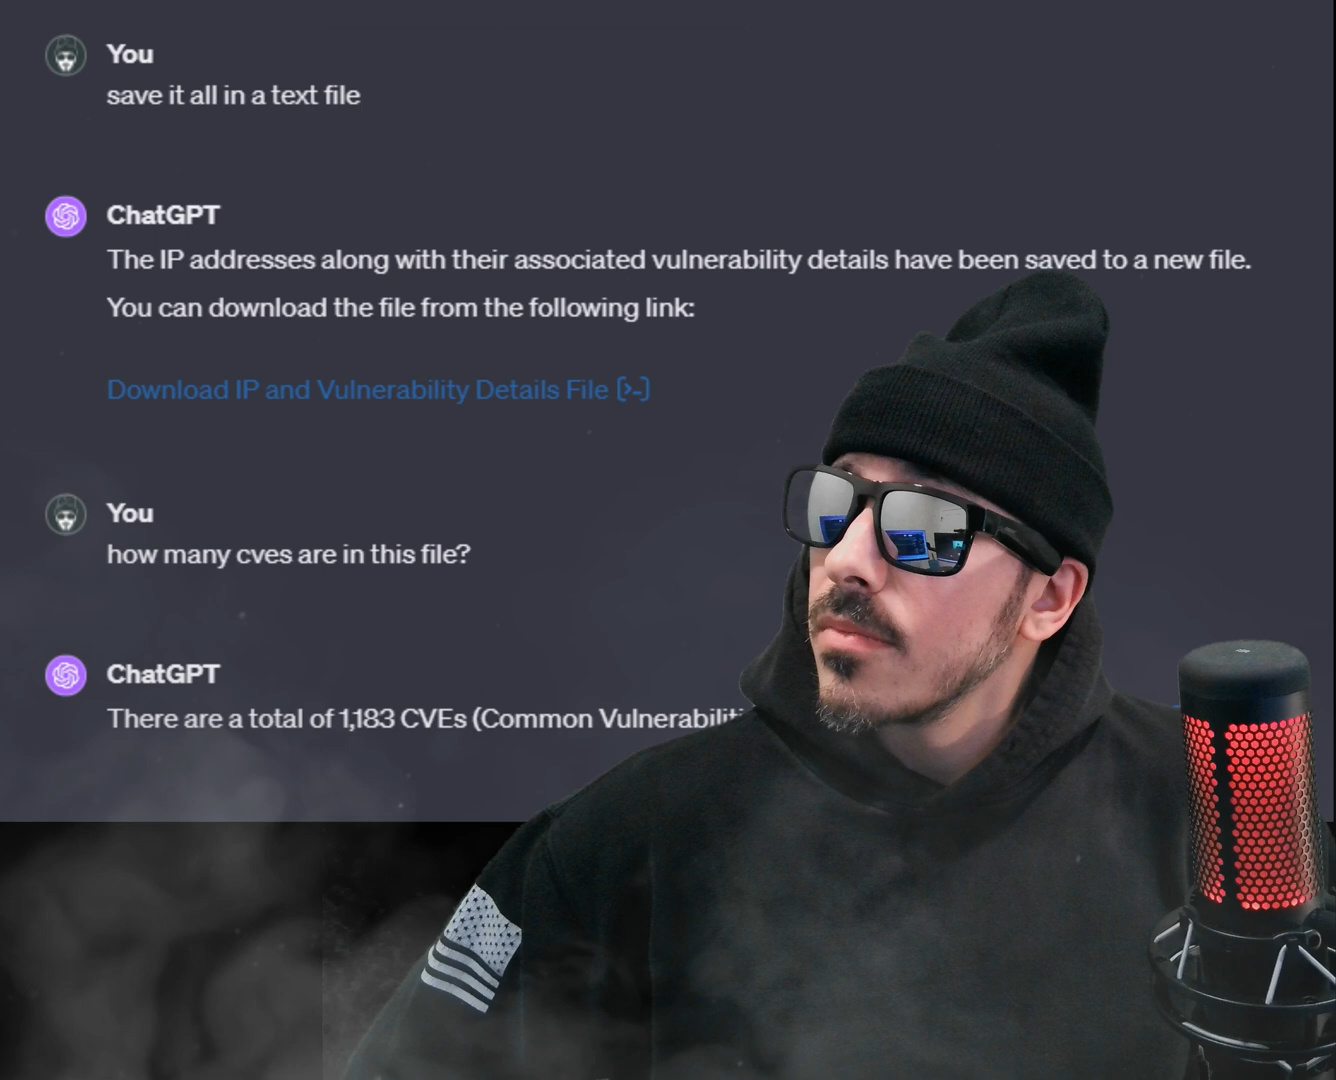 You
save it all in a text file
ChatGPT
The IP addresses along with their associated vulnerability details have been saved to a new file.
You can download the file from the following link:
Download IP and Vulnerability Details File [>_]
You
how many cves are in this file?
ChatGPT
There are a total of 1,183 CVEs (Common